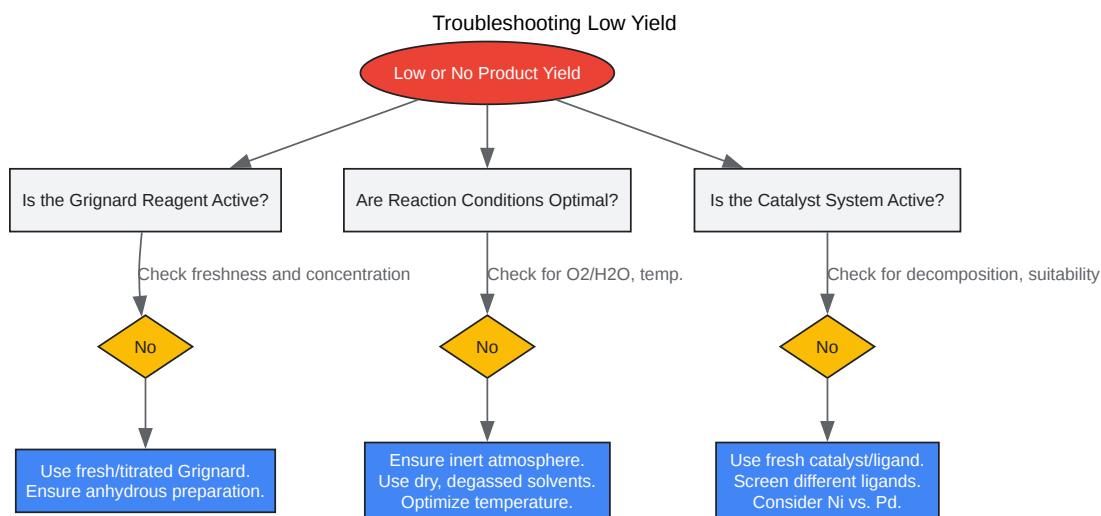 Troubleshooting Low Yield
Low or No Product Yield
Is the Grignard Reagent Active?
Are Reaction Conditions Optimal?
Is the Catalyst System Active?
Check freshness and concentration
Check for O2/H2O, temp.
Check for decomposition, suitability
No
No
No
Use fresh/titrated Grignard.
Ensure anhydrous preparation.
Ensure inert atmosphere.
Use dry, degassed solvents.
Optimize temperature.
Use fresh catalyst/ligand.
Screen different ligands.
Consider Ni vs. Pd.